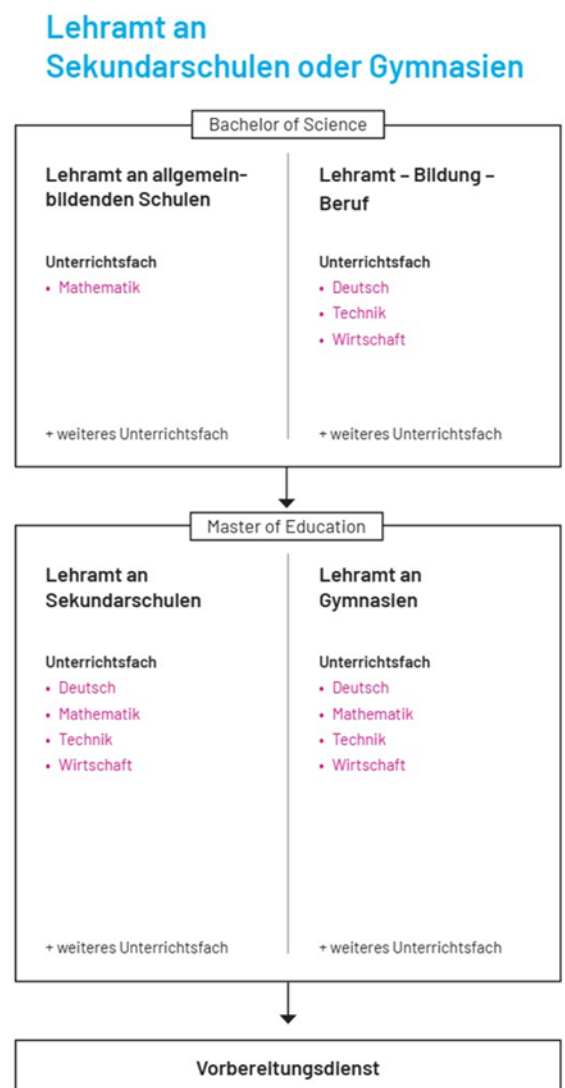 Lehramt an
Sekundarschulen oder Gymnasien
Bachelor of Science
Lehramt an allgemein-
bildenden Schulen
Unterrichtsfach
• Mathematik
+ weiteres Unterrichtsfach
Lehramt – Bildung –
Beruf
Unterrichtsfach
• Deutsch
• Technik
• Wirtschaft
+ weiteres Unterrichtsfach
Master of Education
Lehramt an
Sekundarschulen
Unterrichtsfach
• Deutsch
• Mathematik
• Technik
• Wirtschaft
+ weiteres Unterrichtsfach
Lehramt an
Gymnasien
Unterrichtsfach
• Deutsch
• Mathematik
• Technik
• Wirtschaft
+ weiteres Unterrichtsfach
Vorbereitungsdienst